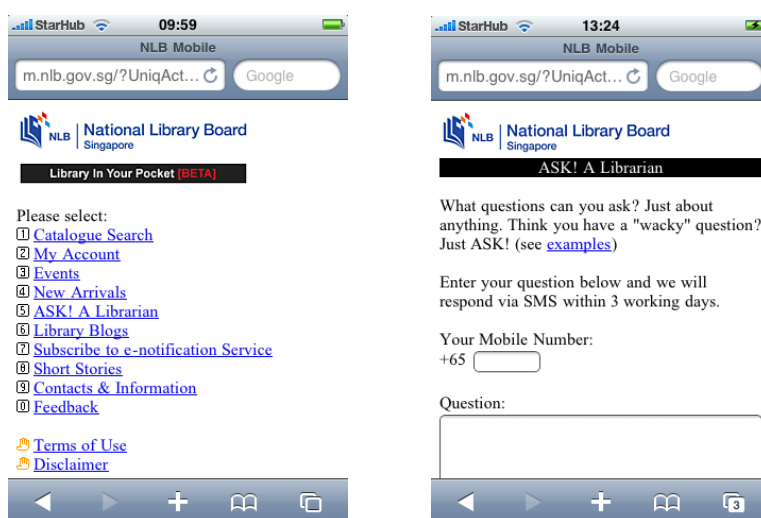 StarHub 09:59
NLB Mobile
m.nlb.gov.sg/?UniqAct... Google
NLB National Library Board
Singapore
Library In Your Pocket [BETA]
Please select:
1 Catalogue Search
2 My Account
3 Events
4 New Arrivals
5 ASK! A Librarian
6 Library Blogs
7 Subscribe to e-notification Service
8 Short Stories
9 Contacts & Information
0 Feedback
Terms of Use
Disclaimer
StarHub 13:24
NLB Mobile
m.nlb.gov.sg/?UniqAct... Google
NLB National Library Board
Singapore
ASK! A Librarian
What questions can you ask? Just about
anything. Think you have a "wacky" question?
Just ASK! (see examples)
Enter your question below and we will
respond via SMS within 3 working days.
Your Mobile Number:
+65
Question:
3